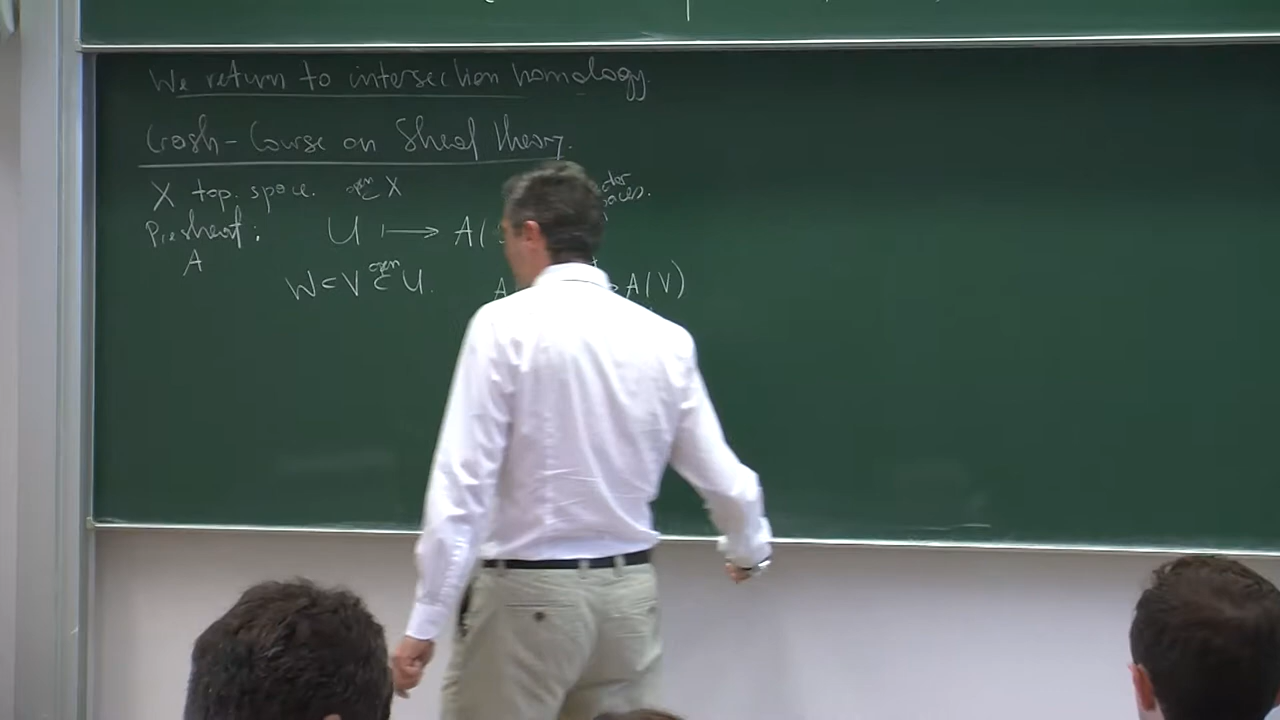 We return to intersection homology.
Crash-Course on Sheaf theory.
X top. space. open ⊂ X
Presheaf: U ⟼ A(
A
W ⊂ V open ⊂ U. A A(V)